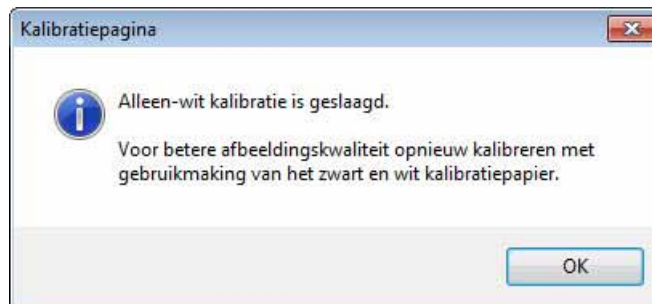 Kalibratiepagina
Alleen-wit kalibratie is geslaagd.
Voor betere afbeeldingskwaliteit opnieuw kalibreren met
gebruikmaking van het zwart en wit kalibratiepapier.
OK